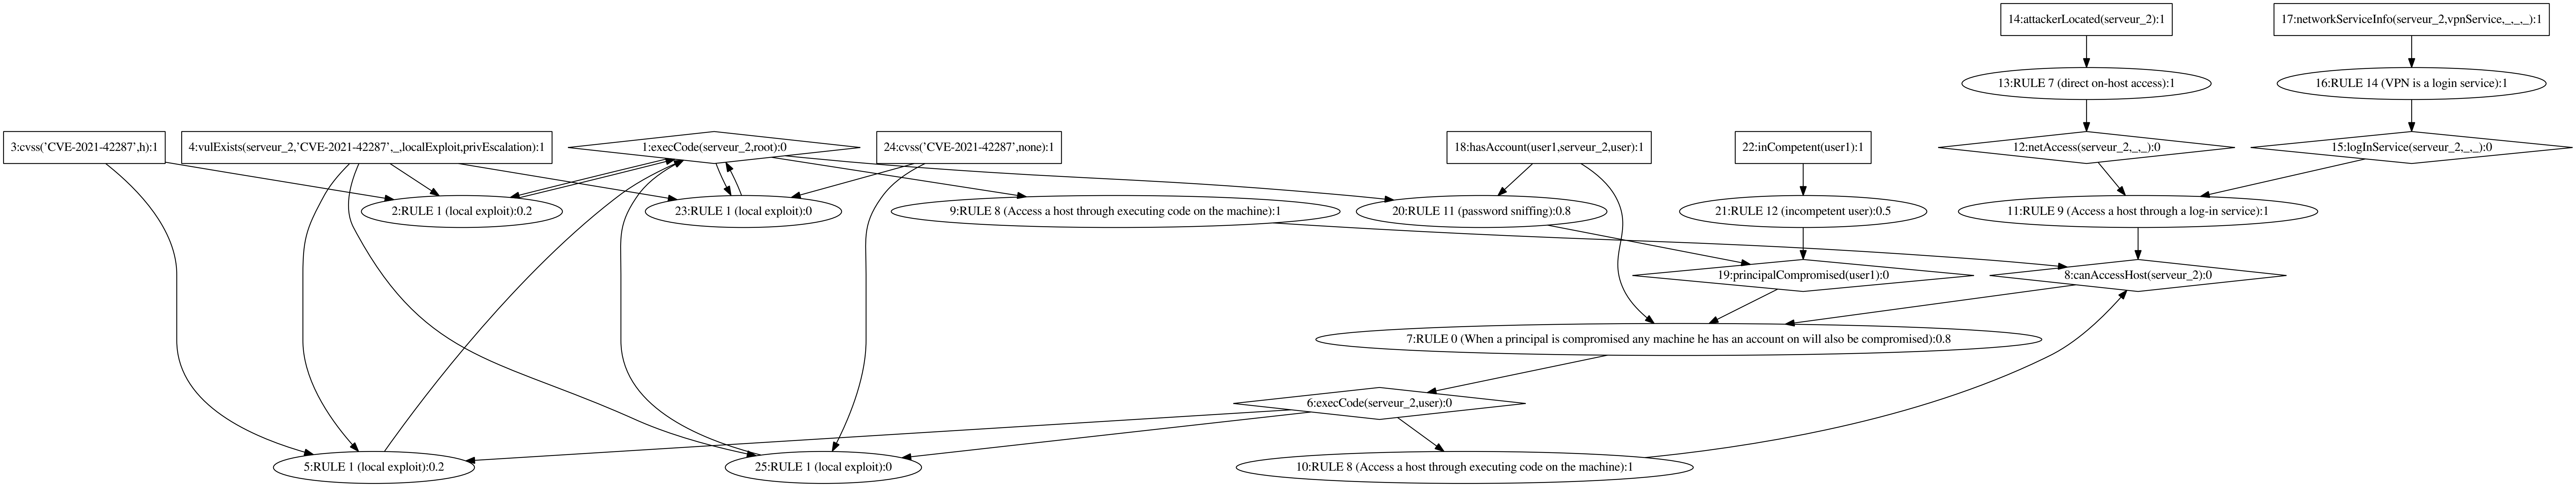 14:attackerLocated(serveur_2):1
17:networkServiceInfo(serveur_2,vpnService,_,_,_):1
13:RULE 7 (direct on-host access):1
16:RULE 14 (VPN is a login service):1
3:cvss('CVE-2021-42287',h):1
4:vulExists(serveur_2,'CVE-2021-42287',_,localExploit,privEscalation):1
1:execCode(serveur_2,root):0
24:cvss('CVE-2021-42287',none):1
18:hasAccount(user1,serveur_2,user):1
22:inCompetent(user1):1
12:netAccess(serveur_2,_,_):0
15:logInService(serveur_2,_,_):0
2:RULE 1 (local exploit):0.2
23:RULE 1 (local exploit):0
9:RULE 8 (Access a host through executing code on the machine):1
20:RULE 11 (password sniffing):0.8
21:RULE 12 (incompetent user):0.5
11:RULE 9 (Access a host through a log-in service):1
19:principalCompromised(user1):0
8:canAccessHost(serveur_2):0
7:RULE 0 (When a principal is compromised any machine he has an account on will also be compromised):0.8
6:execCode(serveur_2,user):0
5:RULE 1 (local exploit):0.2
25:RULE 1 (local exploit):0
10:RULE 8 (Access a host through executing code on the machine):1